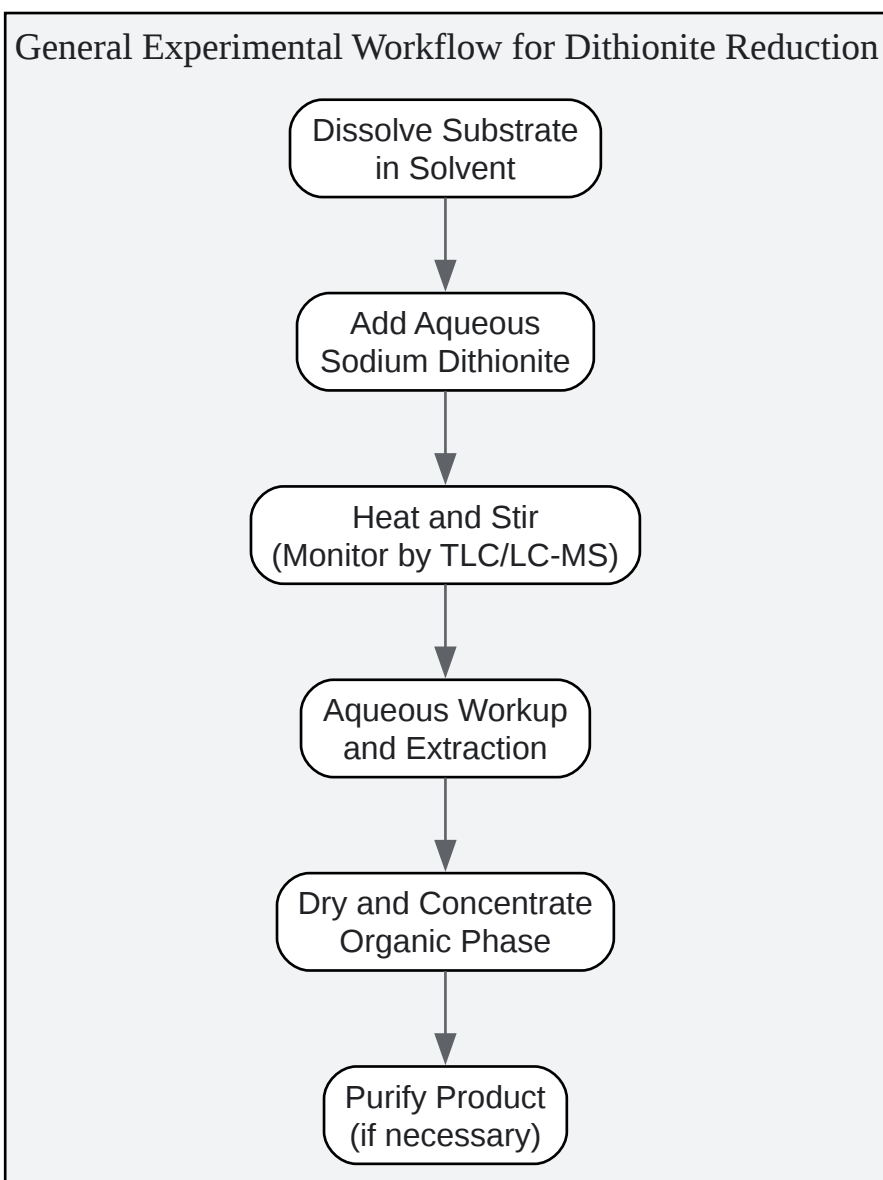 General Experimental Workflow for Dithionite Reduction
Dissolve Substrate
in Solvent
Add Aqueous
Sodium Dithionite
Heat and Stir
(Monitor by TLC/LC-MS)
Aqueous Workup
and Extraction
Dry and Concentrate
Organic Phase
Purify Product
(if necessary)